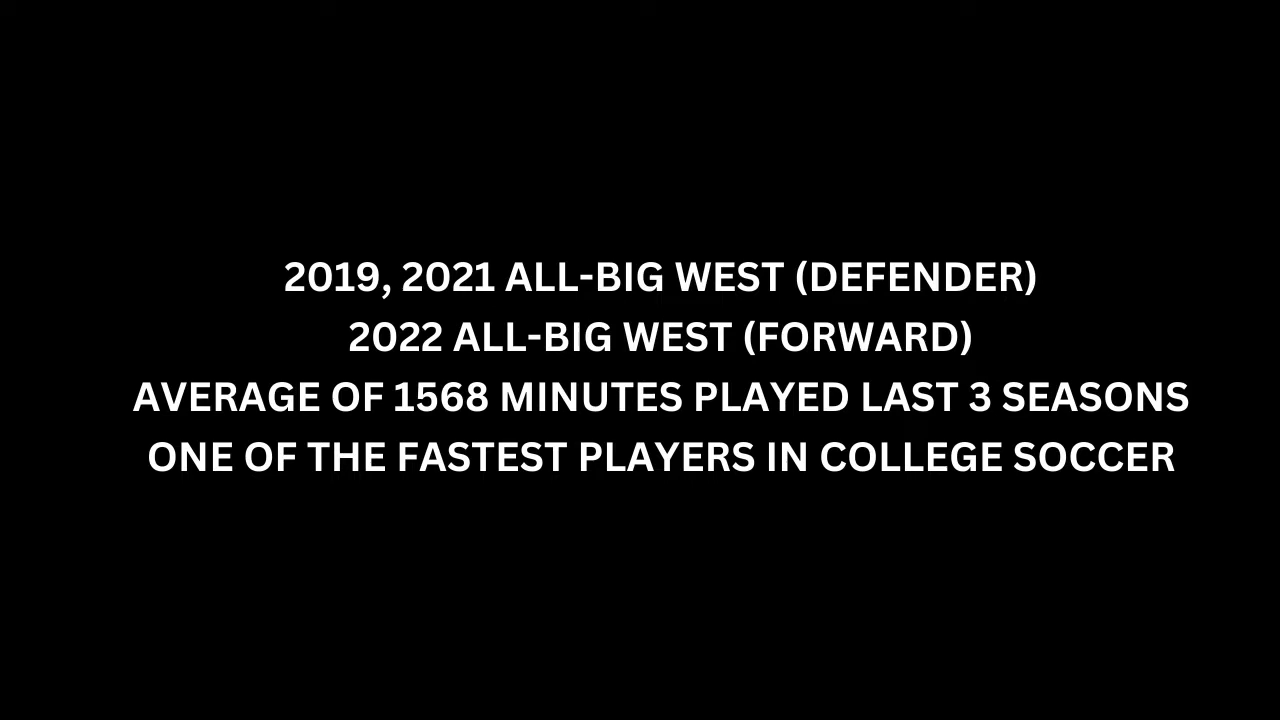 2019, 2021 ALL-BIG WEST (DEFENDER)
2022 ALL-BIG WEST (FORWARD)
AVERAGE OF 1568 MINUTES PLAYED LAST 3 SEASONS
ONE OF THE FASTEST PLAYERS IN COLLEGE SOCCER